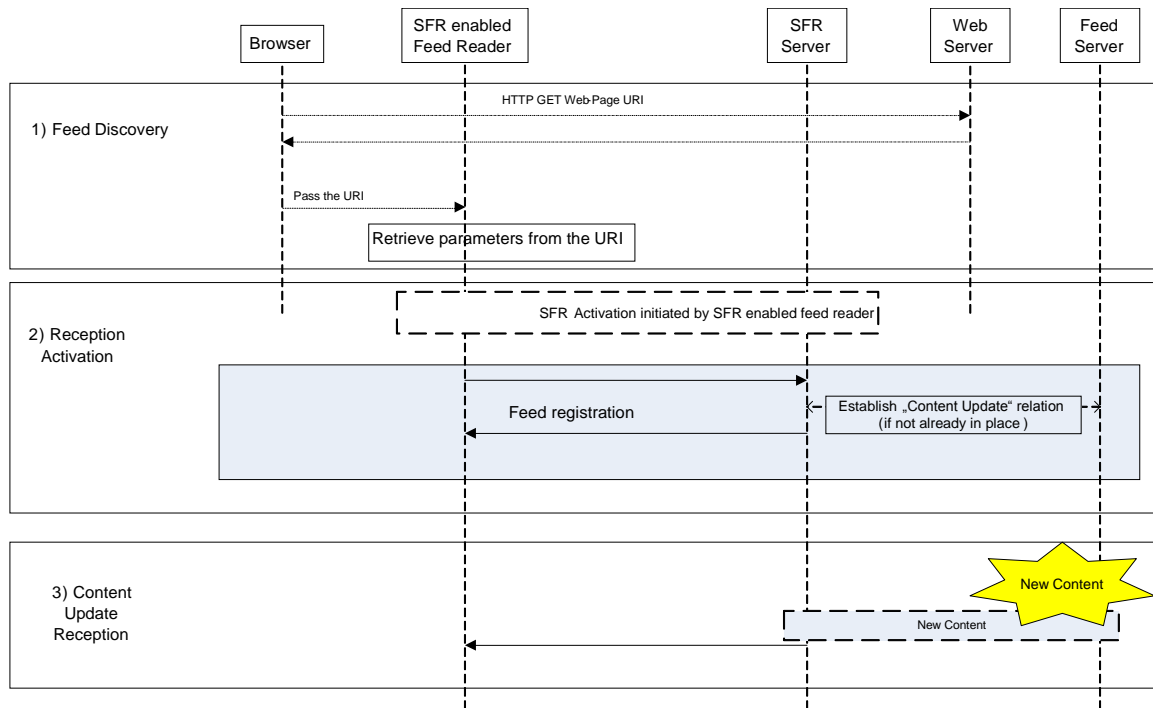 Browser
SFR enabled
Feed Reader
SFR
Server
Web
Server
Feed
Server
HTTP GET Web-Page URI
1) Feed Discovery
Pass the URI
Retrieve parameters from the URI
SFR Activation initiated by SFR enabled feed reader
2) Reception
Activation
Feed registration
Establish „Content Update“ relation
(if not already in place )
3) Content
Update
Reception
New Content
New Content